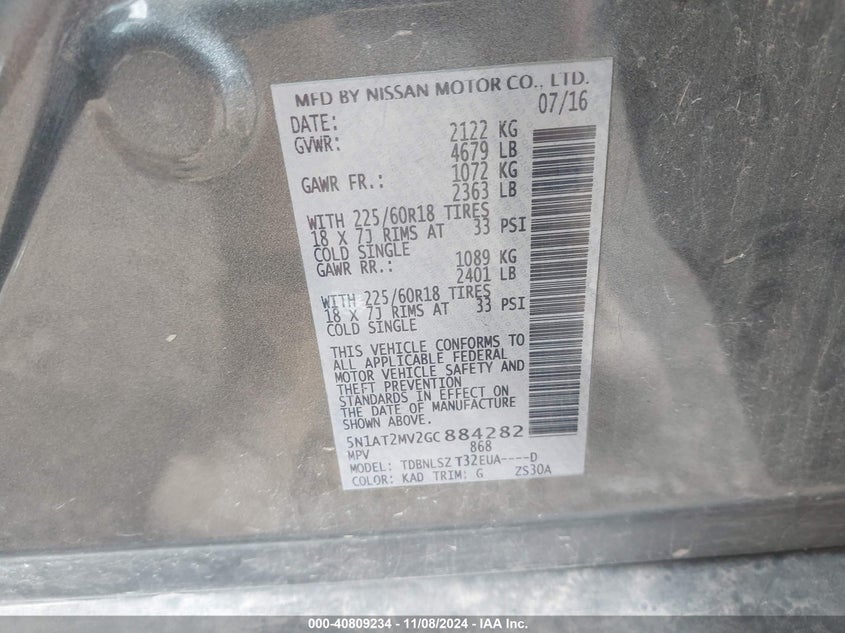 MFD BY NISSAN MOTOR CO., LTD.
DATE: 07/16
GVWR: 2122 KG
4679 LB
GAWR FR.: 1072 KG
2363 LB
WITH 225/60R18 TIRES
18 X 7J RIMS AT 33 PSI
COLD SINGLE
GAWR RR.: 1089 KG
2401 LB
WITH 225/60R18 TIRES
18 X 7J RIMS AT 33 PSI
COLD SINGLE
THIS VEHICLE CONFORMS TO
ALL APPLICABLE FEDERAL
MOTOR VEHICLE SAFETY AND
THEFT PREVENTION
STANDARDS IN EFFECT ON
THE DATE OF MANUFACTURE
SHOWN ABOVE.
5N1AT2MV2GC884282
MPV 868
MODEL: TDBNLSZ T32EUA----D
COLOR: KAD TRIM: G ZS30A
000-40809234 - 11/08/2024 - IAA Inc.